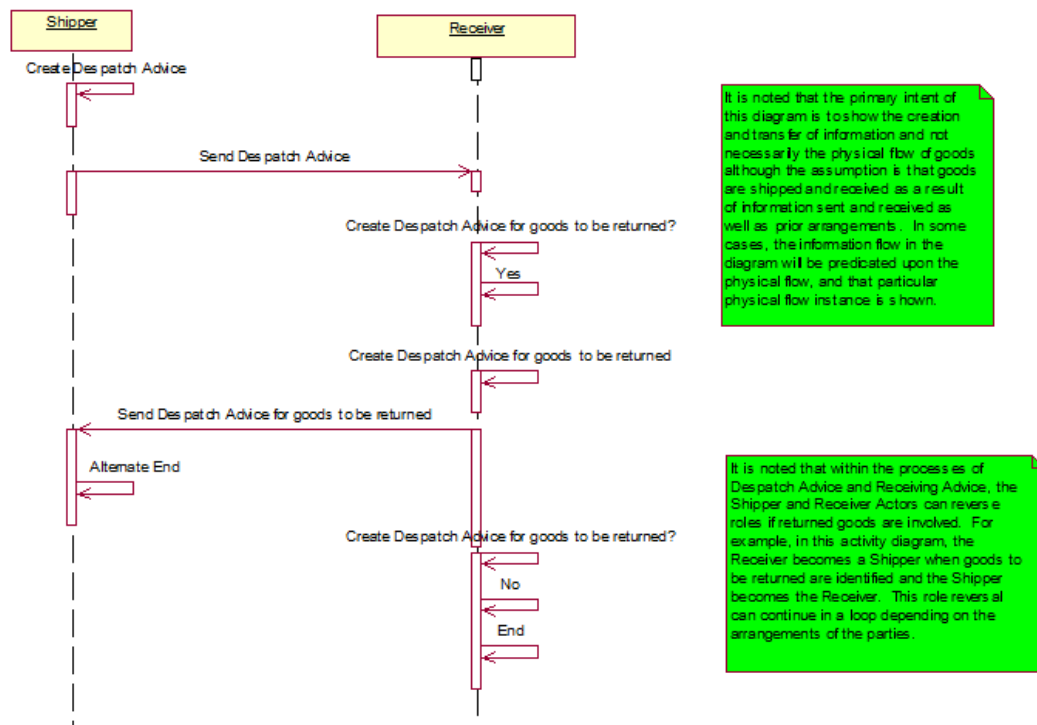 Shipper
Receiver
Create Despatch Advice
Send Despatch Advice
Create Despatch Advice for goods to be returned?
Yes
Create Despatch Advice for goods to be returned
Send Despatch Advice for goods to be returned
Alternate End
Create Despatch Advice for goods to be returned?
No
End
It is noted that the primary intent of
this diagram is to show the creation
and transfer of information and not
necessarily the physical flow of goods
although the assumption is that goods
are shipped and received as a result
of information sent and received as
well as prior arrangements. In some
cases, the information flow in the
diagram will be predicated upon the
physical flow, and that particular
physical flow instance is shown.
It is noted that within the processes of
Despatch Advice and Receiving Advice, the
Shipper and Receiver Actors can reverse
roles if returned goods are involved. For
example, in this activity diagram, the
Receiver becomes a Shipper when goods to
be returned are identified and the Shipper
becomes the Receiver. This role reversal
can continue in a loop depending on the
arrangements of the parties.